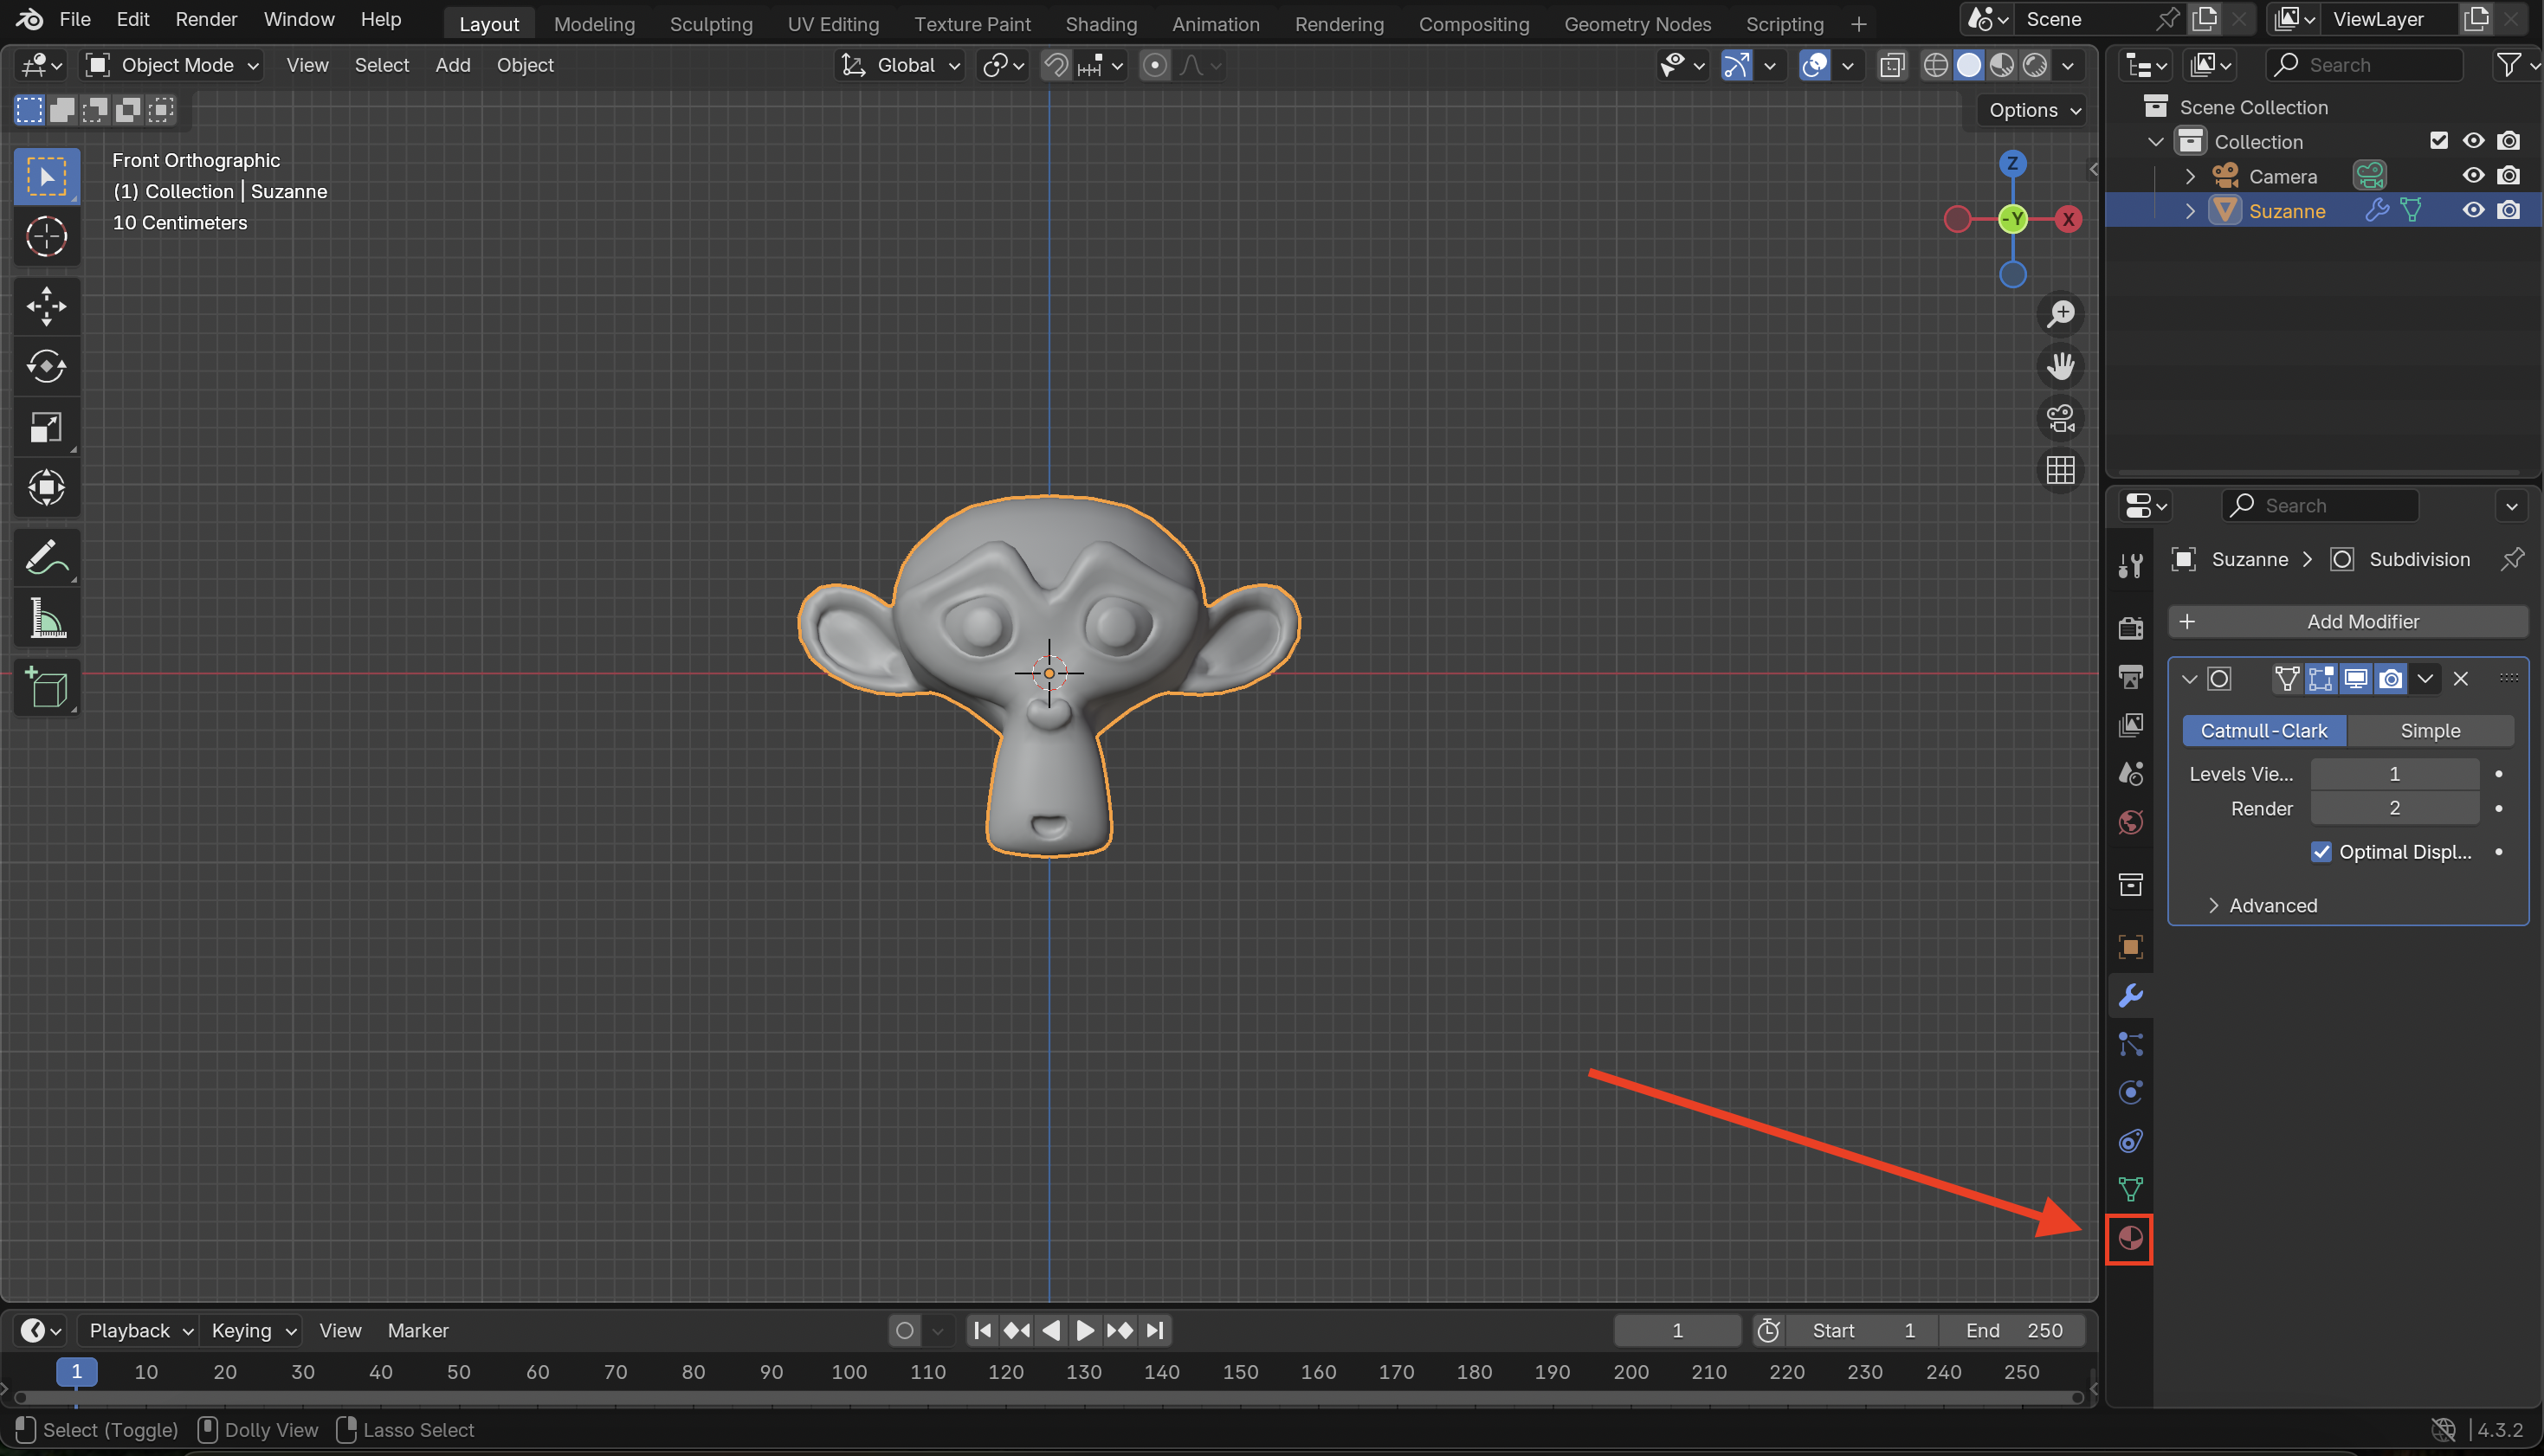 File Edit Render Window Help Layout Modeling Sculpting UV Editing Texture Paint Shading Animation Rendering Compositing Geometry Nodes Scripting Scene ViewLayer
Object Mode View Select Add Object Global Search
Options
Front Orthographic
(1) Collection | Suzanne
10 Centimeters
Z
-Y X
Scene Collection
Collection
Camera
Suzanne
Search
Suzanne Subdivision
Add Modifier
Catmull-Clark Simple
Levels Vie... 1
Render 2
Optimal Displ...
Advanced
Playback Keying View Marker 1 Start 1 End 250
1 10 20 30 40 50 60 70 80 90 100 110 120 130 140 150 160 170 180 190 200 210 220 230 240 250
Select (Toggle) Dolly View Lasso Select 4.3.2